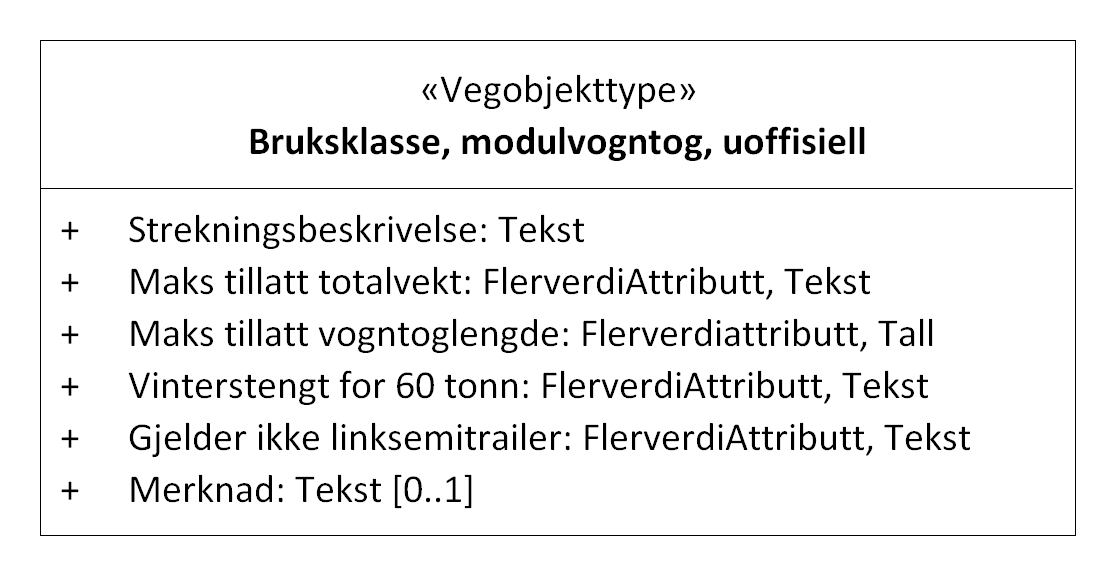 «Vegobjekttype»
Bruksklasse, modulvogntog, uoffisiell
+ Strekningsbeskrivelse: Tekst
+ Maks tillatt totalvekt: FlerverdiAttributt, Tekst
+ Maks tillatt vogntoglengde: Flerverdiattributt, Tall
+ Vinterstengt for 60 tonn: FlerverdiAttributt, Tekst
+ Gjelder ikke linksemitrailer: FlerverdiAttributt, Tekst
+ Merknad: Tekst [0..1]